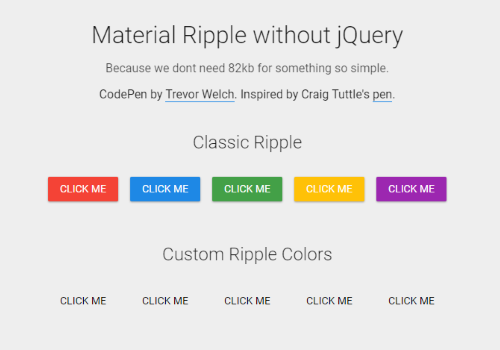 Material Ripple without jQuery
Because we dont need 82kb for something so simple.
CodePen by Trevor Welch. Inspired by Craig Tuttle's pen.
Classic Ripple
CLICK ME CLICK ME CLICK ME CLICK ME CLICK ME
Custom Ripple Colors
CLICK ME CLICK ME CLICK ME CLICK ME CLICK ME